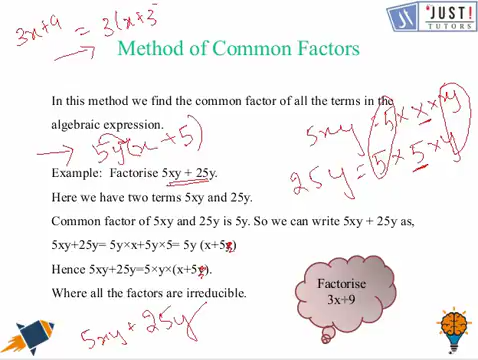 3x+9 = 3(x+3
JI "JUST!
TUTORS
Method of Common Factors
In this method we find the common factor of all the terms in the
algebraic expression.
5y(x+5)
5xy = 5×x×y
25y = 5×5×y
Example: Factorise 5xy + 25y.
Here we have two terms 5xy and 25y.
Common factor of 5xy and 25y is 5y. So we can write 5xy + 25y as,
5xy+25y= 5y×x+5y×5= 5y (x+5y)
Hence 5xy+25y=5×y×(x+5y).
Where all the factors are irreducible.
Factorise
3x+9
5xy + 25y